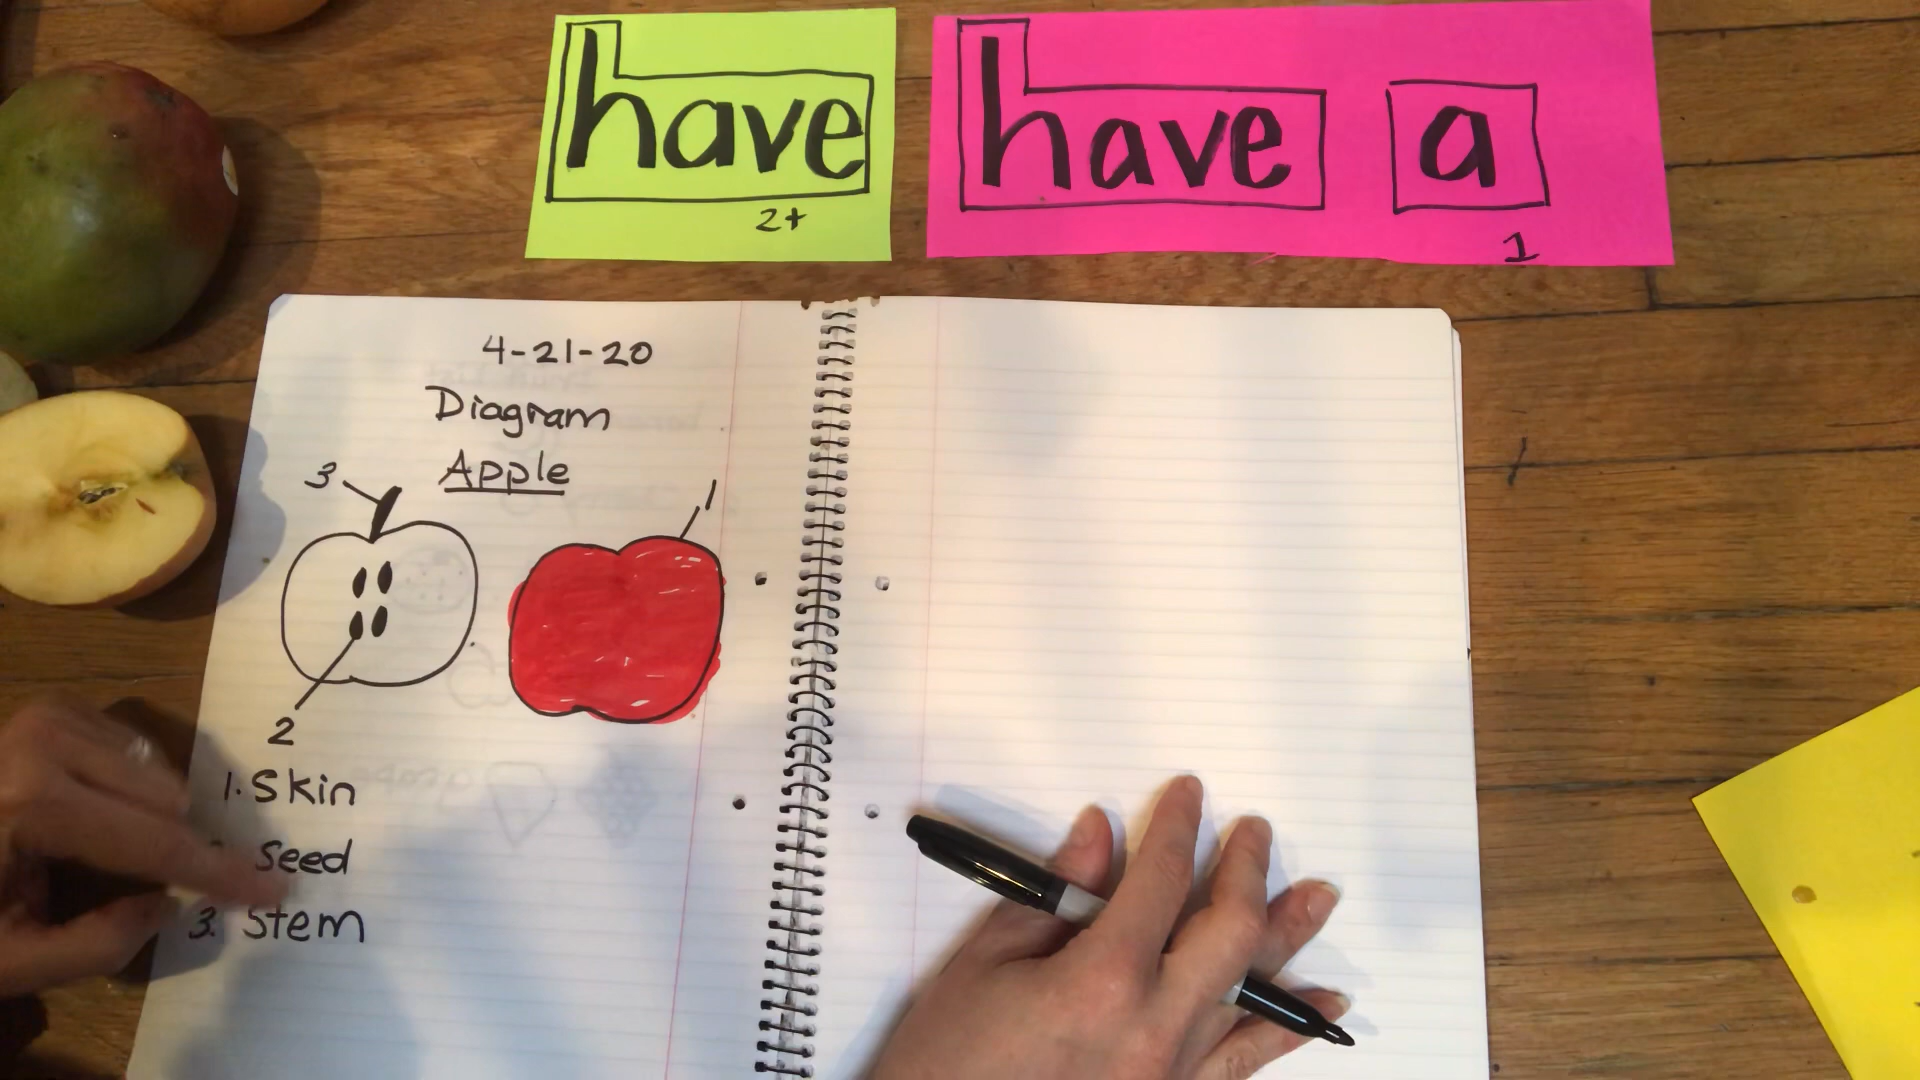 have
2+
have a
1
4-21-20
Diagram
Apple
3
1
2
1. Skin
seed
3. Stem